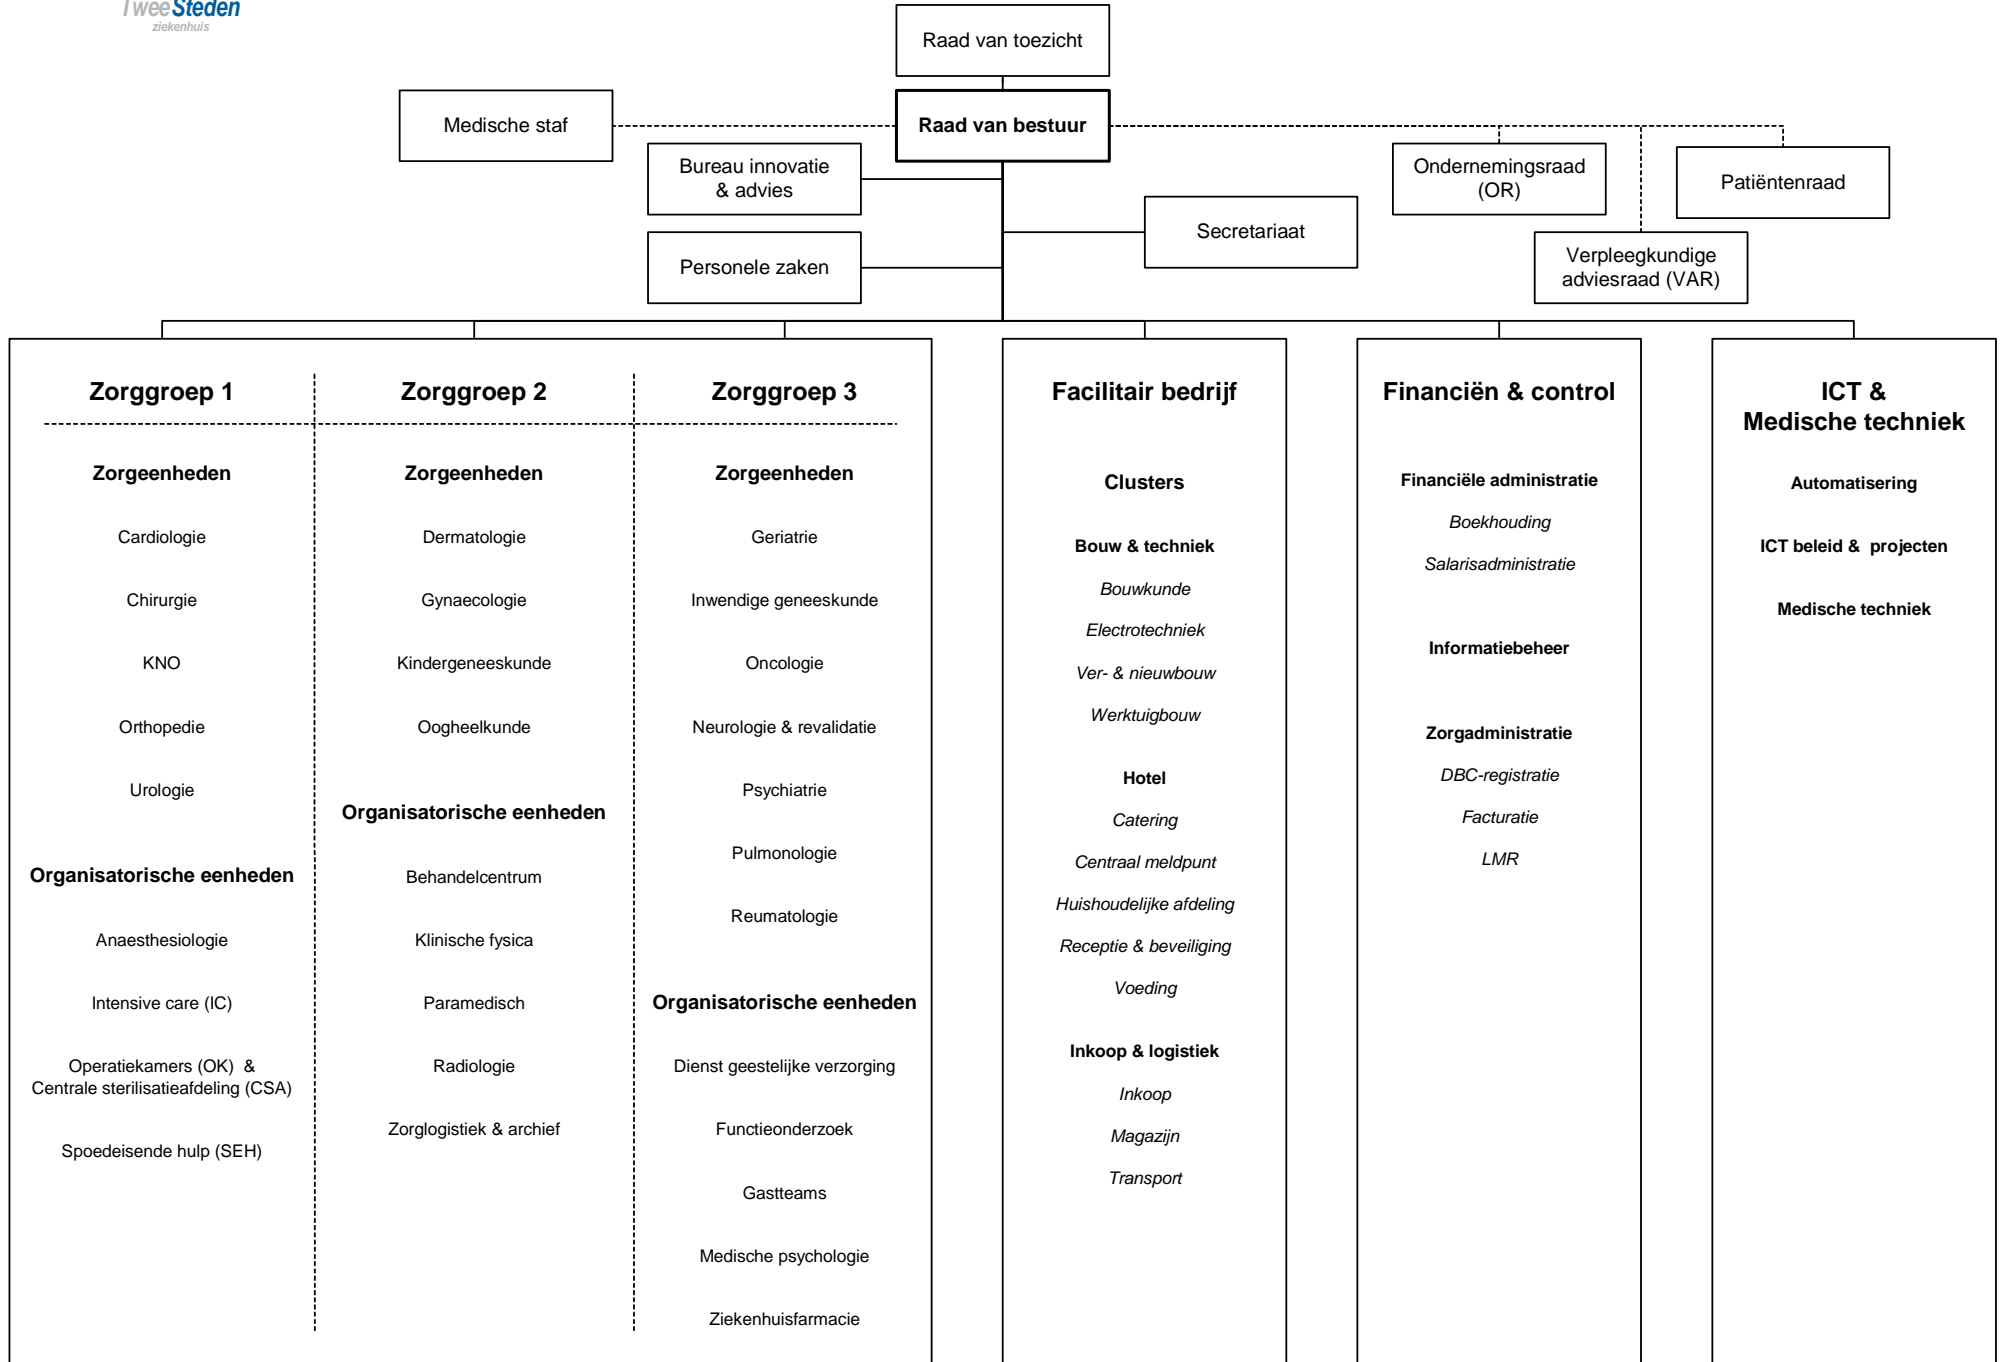 TweeSteden
ziekenhuis
Raad van toezicht
Medische staf
Raad van bestuur
Bureau innovatie
& advies
Ondernemingsraad
(OR)
Patiëntenraad
Secretariaat
Personele zaken
Verpleegkundige
adviesraad (VAR)
Zorggroep 1
Zorgeenheden
Cardiologie
Chirurgie
KNO
Orthopedie
Urologie
Organisatorische eenheden
Anaesthesiologie
Intensive care (IC)
Operatiekamers (OK) &
Centrale sterilisatieafdeling (CSA)
Spoedeisende hulp (SEH)
Zorggroep 2
Zorgeenheden
Dermatologie
Gynaecologie
Kindergeneeskunde
Oogheelkunde
Organisatorische eenheden
Behandelcentrum
Klinische fysica
Paramedisch
Radiologie
Zorglogistiek & archief
Zorggroep 3
Zorgeenheden
Geriatrie
Inwendige geneeskunde
Oncologie
Neurologie & revalidatie
Psychiatrie
Pulmonologie
Reumatologie
Organisatorische eenheden
Dienst geestelijke verzorging
Functieonderzoek
Gastteams
Medische psychologie
Ziekenhuisfarmacie
Facilitair bedrijf
Clusters
Bouw & techniek
Bouwkunde
Electrotechniek
Ver- & nieuwbouw
Werktuigbouw
Hotel
Catering
Centraal meldpunt
Huishoudelijke afdeling
Receptie & beveiliging
Voeding
Inkoop & logistiek
Inkoop
Magazijn
Transport
Financiën & control
Financiële administratie
Boekhouding
Salarisadministratie
Informatiebeheer
Zorgadministratie
DBC-registratie
Facturatie
LMR
ICT &
Medische techniek
Automatisering
ICT beleid & projecten
Medische techniek